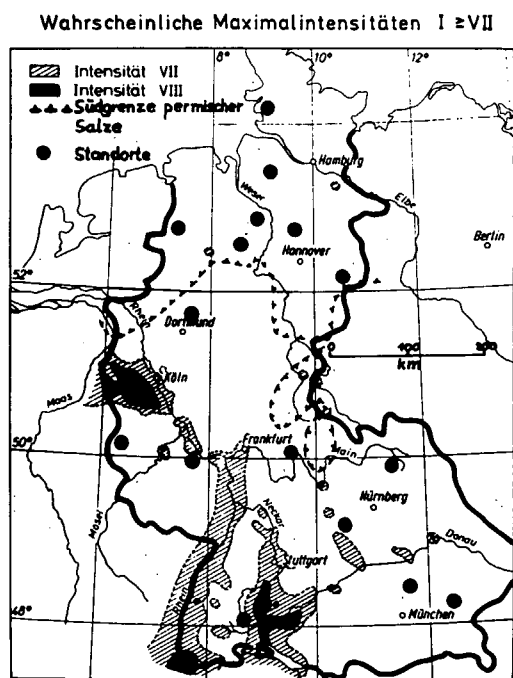 Wahrscheinliche Maximalintensitäten I ≥ VII
8° 10° 12°
Intensität VII
Intensität VIII
Südgrenze permischer
Salze
Standorte
Hamburg
Weser
Elbe
Berlin
Hannover
52°
Rhein
Dortmund
0 100 200
km
Köln
Maas
50°
Frankfurt
Main
Mosel
Nürnberg
Neckar
Donau
Stuttgart
Rhein
48°
München